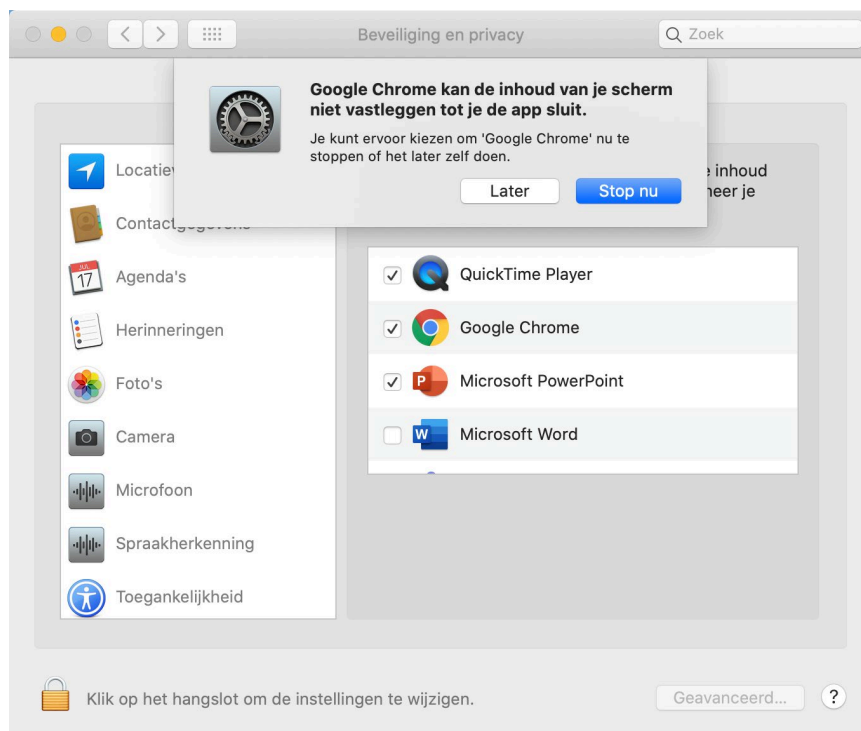 Beveiliging en privacy
Zoek
Google Chrome kan de inhoud van je scherm
niet vastleggen tot je de app sluit.
Je kunt ervoor kiezen om 'Google Chrome' nu te
stoppen of het later zelf doen.
Later
Stop nu
inhoud
je
JUL
17
Agenda's
Herinneringen
Foto's
Camera
Microfoon
Spraakherkenning
Toegankelijkheid
QuickTime Player
Google Chrome
P
Microsoft PowerPoint
W
Microsoft Word
Klik op het hangslot om de instellingen te wijzigen.
Geavanceerd...
?